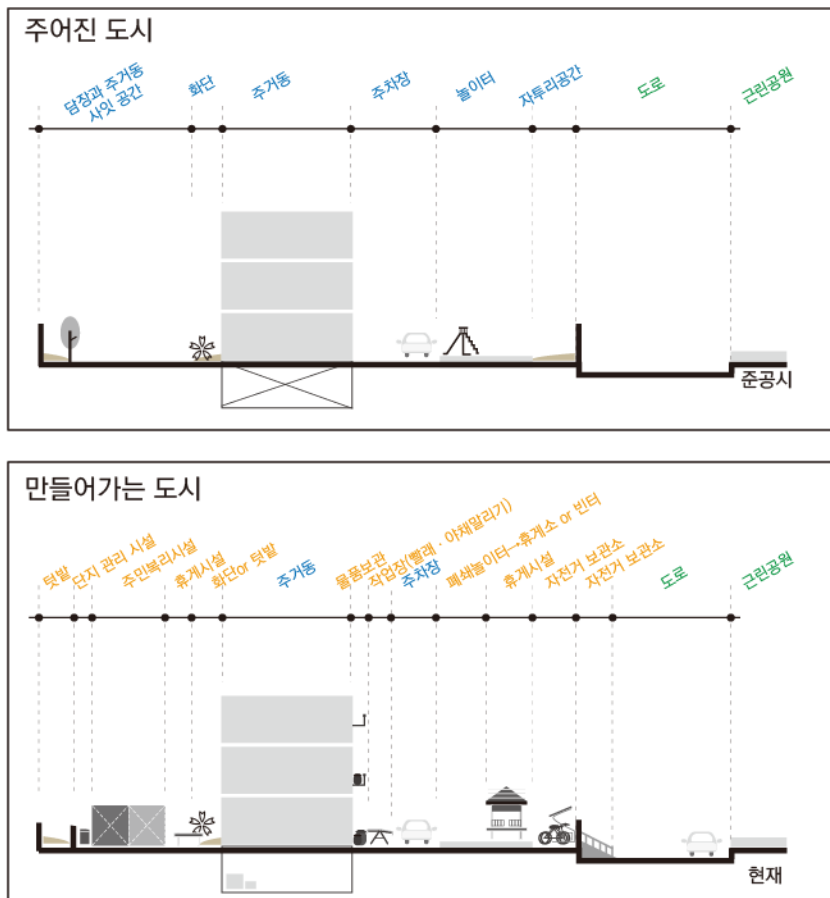 주어진 도시
담장과 주거동
사잇 공간
화단
주거동
주차장
놀이터
자투리공간
도로
근린공원
준공시
만들어가는 도시
텃밭
단지 관리 시설
주민복리시설
휴게시설
화단or 텃밭
주거동
물품보관
작업장(빨래 · 야채말리기)
주차장
폐쇄놀이터→휴게소 or 빈터
휴게시설
자전거 보관소
자전거 보관소
도로
근린공원
현재